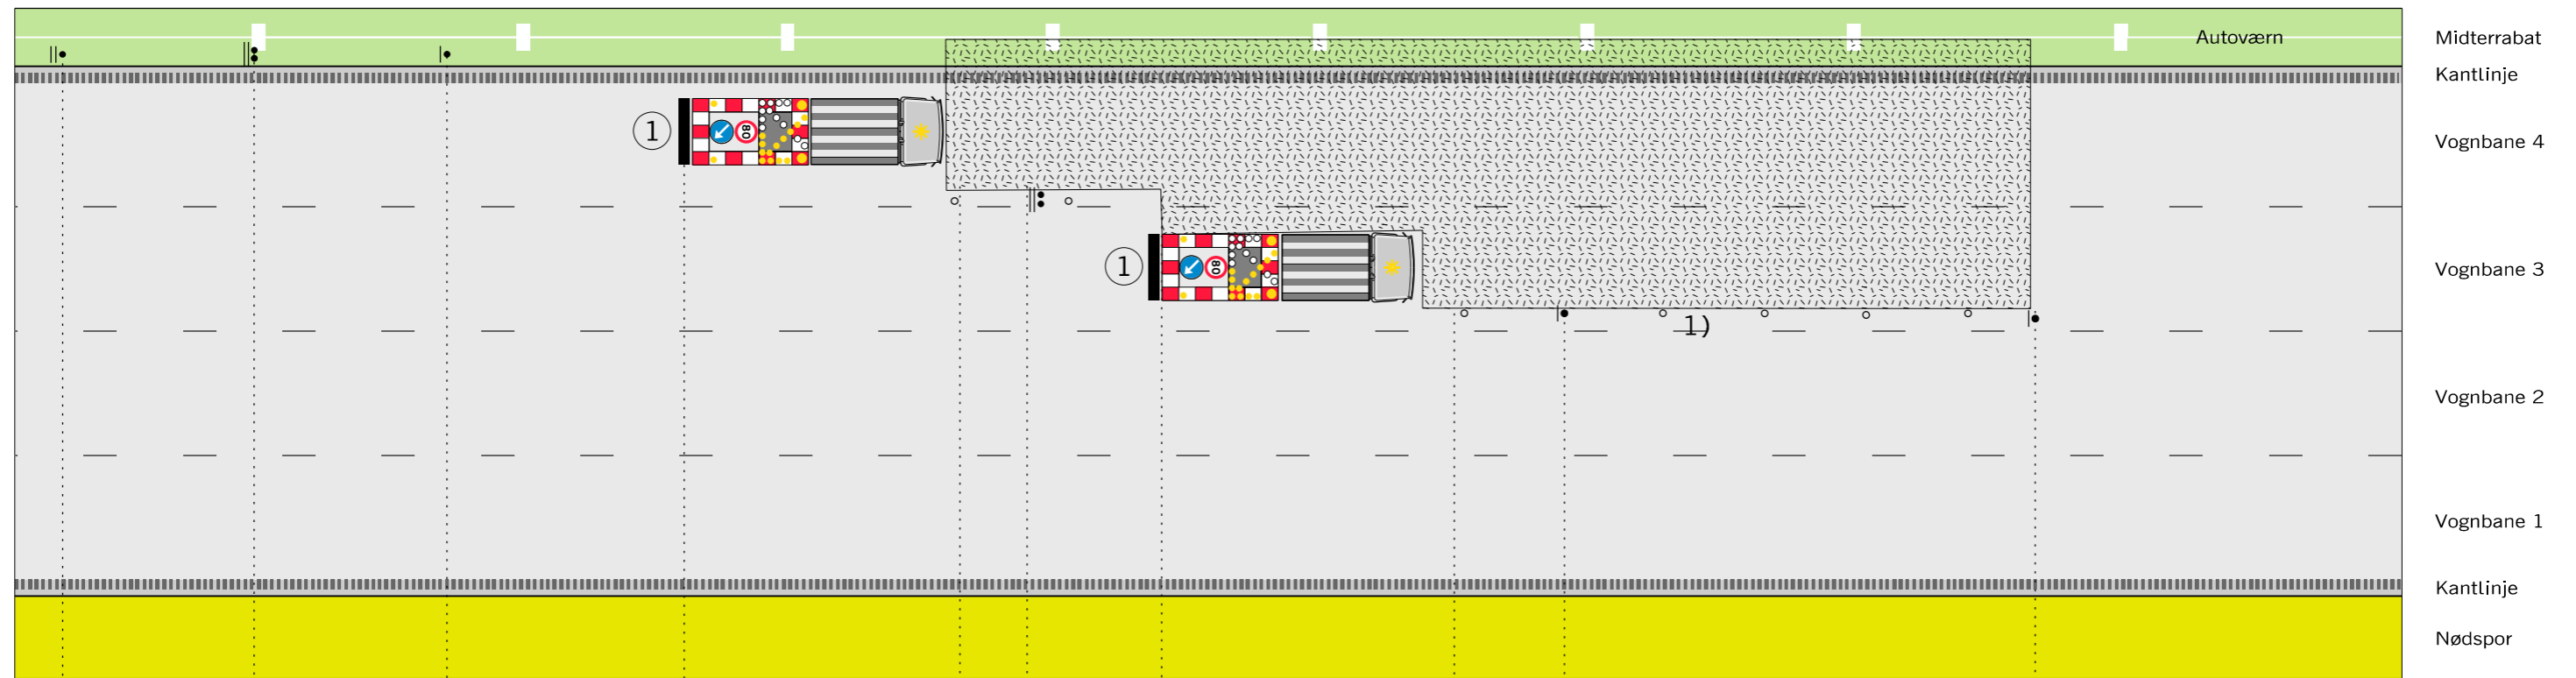 Autoværn
Midterrabat
Kantlinje
① 80
Vognbane 4
① 80
Vognbane 3
1)
Vognbane 2
Vognbane 1
Kantlinje
Nødspor